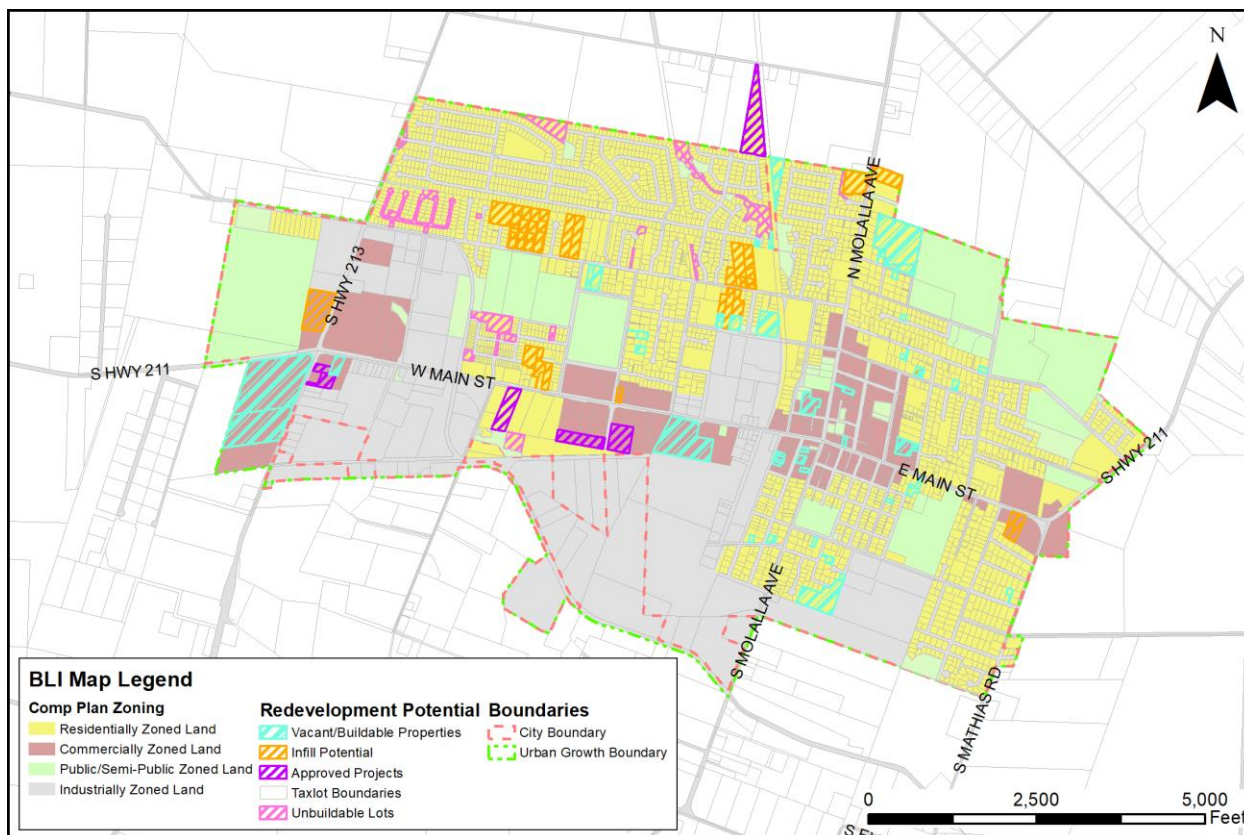 N
N MOLALLA AVE
S HWY 213
S HWY 211
W MAIN ST
S HWY 211
E MAIN ST
S MOLALLA AVE
S MATHIAS RD
BLI Map Legend
Comp Plan Zoning
Residentially Zoned Land
Commercially Zoned Land
Public/Semi-Public Zoned Land
Industrially Zoned Land
Redevelopment Potential
Vacant/Buildable Properties
Infill Potential
Approved Projects
Taxlot Boundaries
Unbuildable Lots
Boundaries
City Boundary
Urban Growth Boundary
0 2,500 5,000
Feet